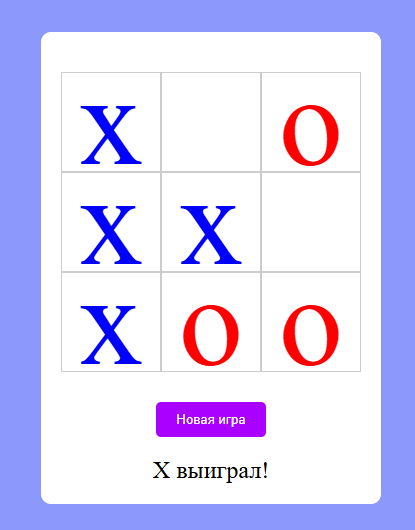 X O
X X
X O O
Новая игра
X выиграл!